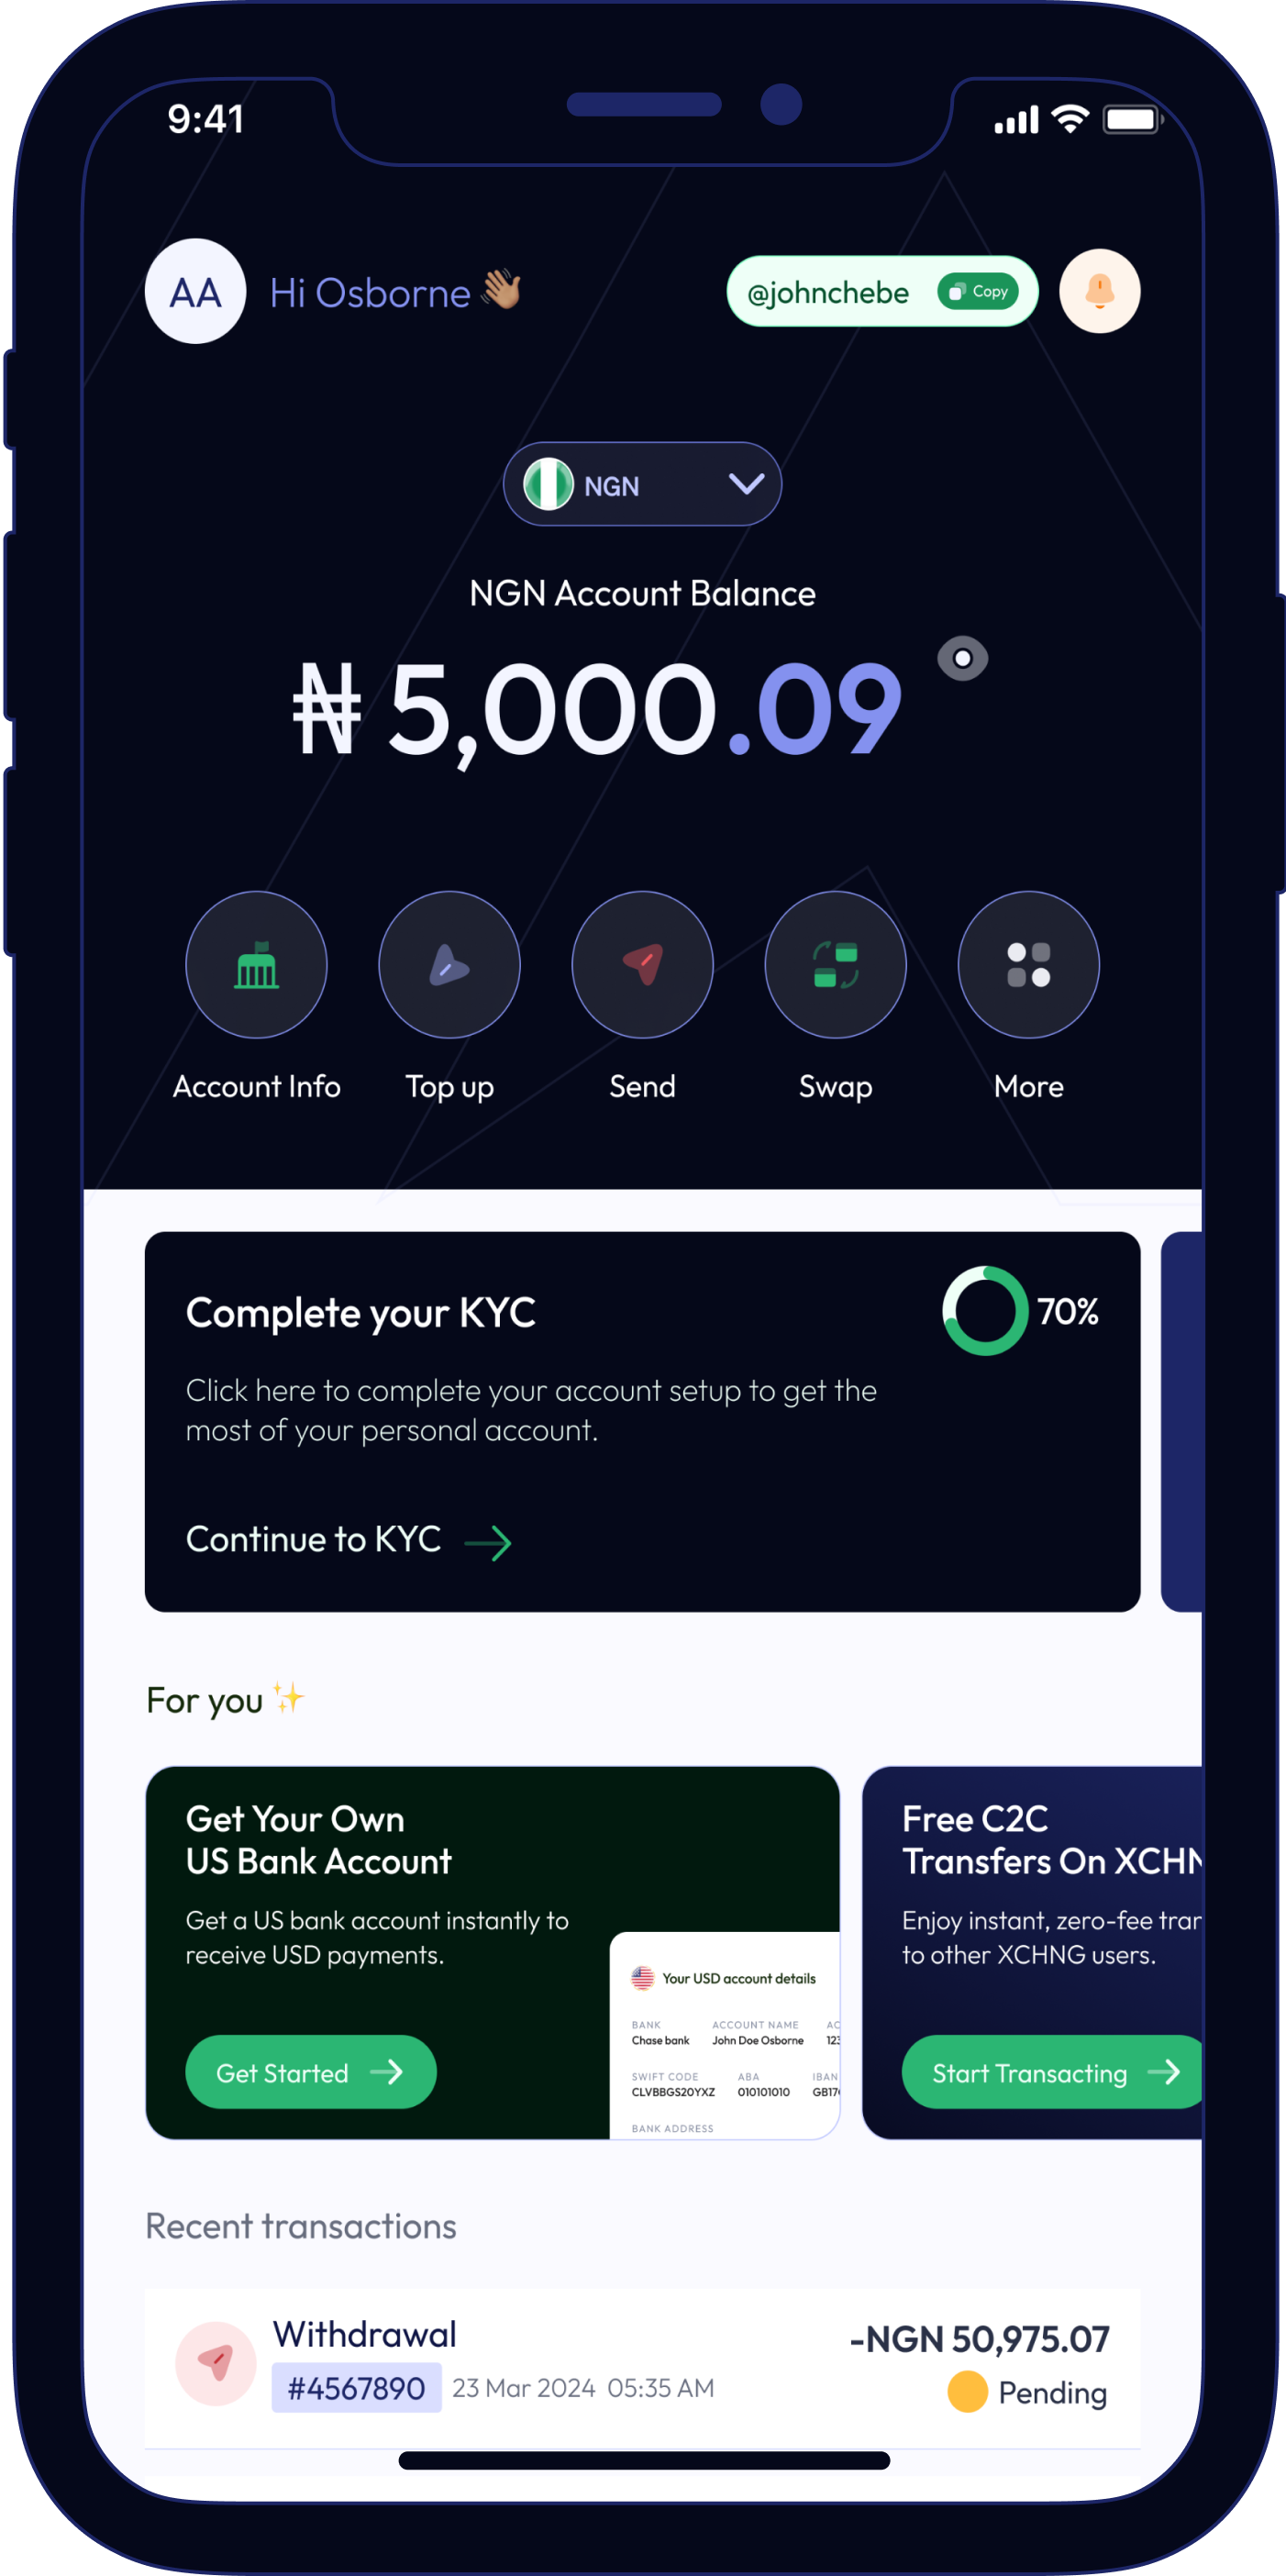 9:41
AA
Hi Osborne 👋🏽
@johnchebe
Copy
NGN
NGN Account Balance
₦ 5,000.09
Account Info
Top up
Send
Swap
More
Complete your KYC
70%
Click here to complete your account setup to get the
most of your personal account.
Continue to KYC
For you ✨
Get Your Own
US Bank Account
Get a US bank account instantly to
receive USD payments.
Get Started
Your USD account details
BANK ACCOUNT NAME AC
Chase bank John Doe Osborne 123
SWIFT CODE ABA IBAN
CLVBBGS20YXZ 010101010 GB17
BANK ADDRESS
Free C2C
Transfers On XCHN
Enjoy instant, zero-fee tran
to other XCHNG users.
Start Transacting
Recent transactions
Withdrawal
-NGN 50,975.07
#4567890 23 Mar 2024 05:35 AM
Pending